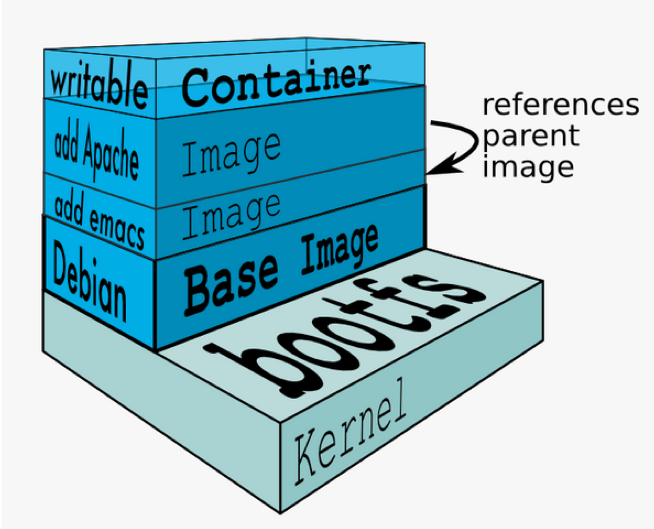 writable Container
add Apache Image
add emacs Image
Debian Base Image
references
parent
image
bootfs
Kernel